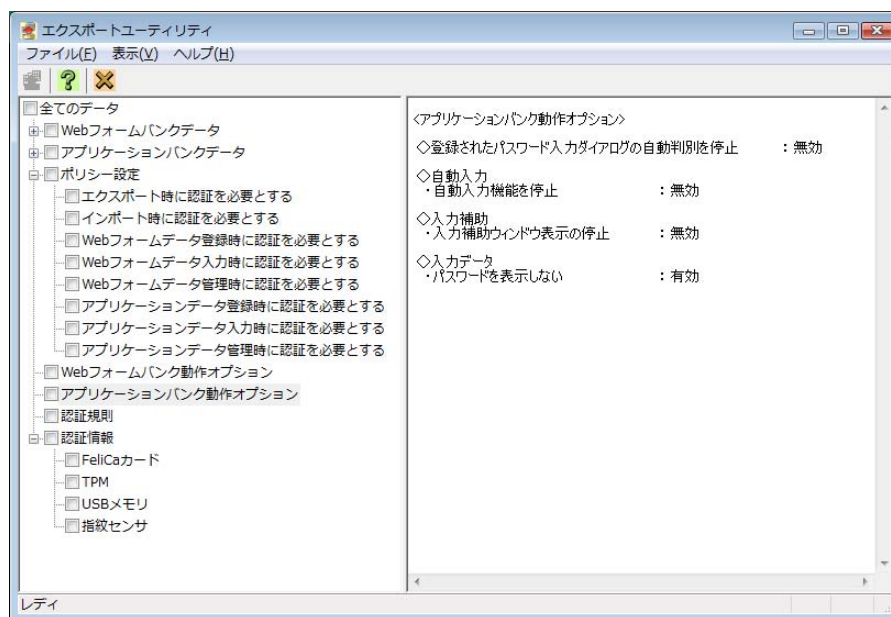 エクスポートユーティリティ
ファイル(F) 表示(V) ヘルプ(H)
全てのデータ
Webフォームバンクデータ
アプリケーションバンクデータ
ポリシー設定
エクスポート時に認証を必要とする
インポート時に認証を必要とする
Webフォームデータ登録時に認証を必要とする
Webフォームデータ入力時に認証を必要とする
Webフォームデータ管理時に認証を必要とする
アプリケーションデータ登録時に認証を必要とする
アプリケーションデータ入力時に認証を必要とする
アプリケーションデータ管理時に認証を必要とする
Webフォームバンク動作オプション
アプリケーションバンク動作オプション
認証規則
認証情報
FeliCaカード
TPM
USBメモリ
指紋センサ
<アプリケーションバンク動作オプション>
◇登録されたパスワード入力ダイアログの自動判別を停止 :無効
◇自動入力
・自動入力機能を停止 :無効
◇入力補助
・入力補助ウィンドウ表示の停止 :無効
◇入力データ
・パスワードを表示しない :有効
レディ